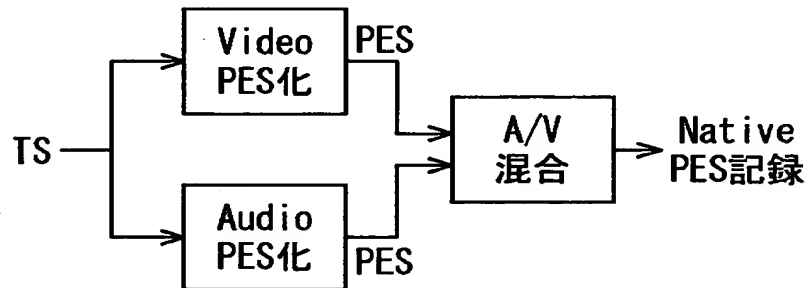 Video
PES化
PES
TS
A/V
混合
Native
PES記録
Audio
PES化
PES